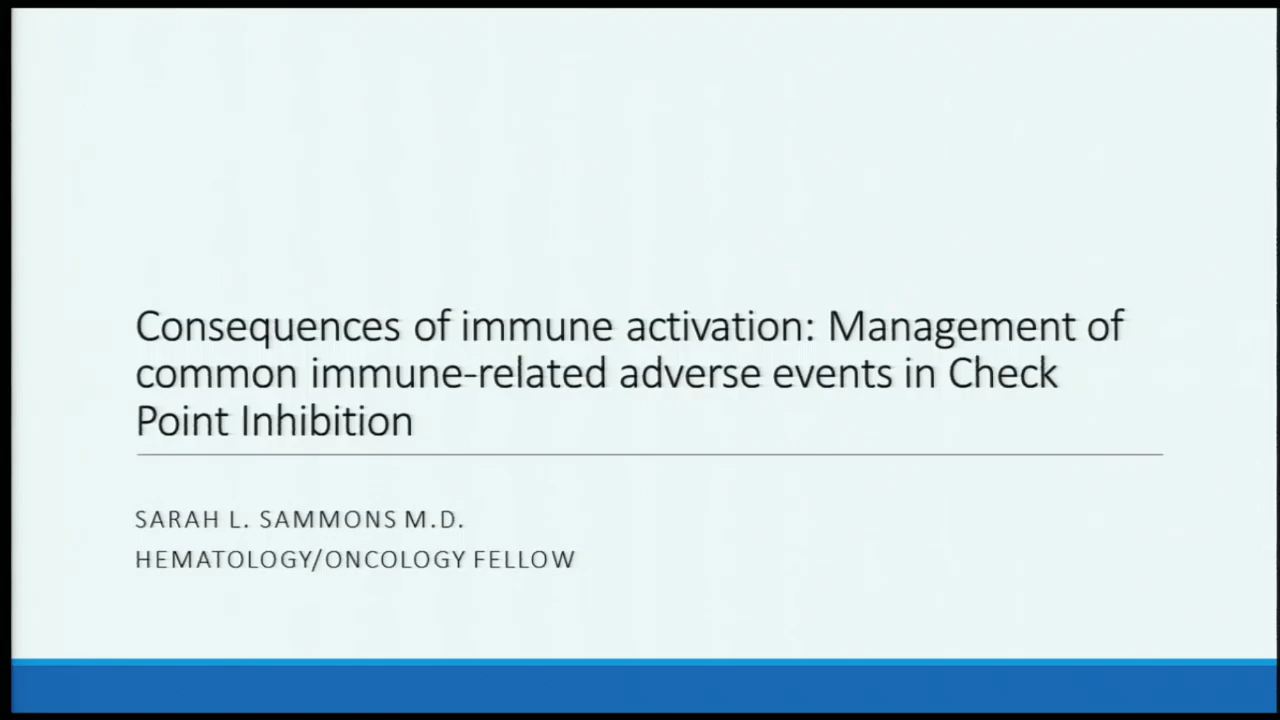 Consequences of immune activation: Management of
common immune-related adverse events in Check
Point Inhibition
SARAH L. SAMMONS M.D.
HEMATOLOGY/ONCOLOGY FELLOW